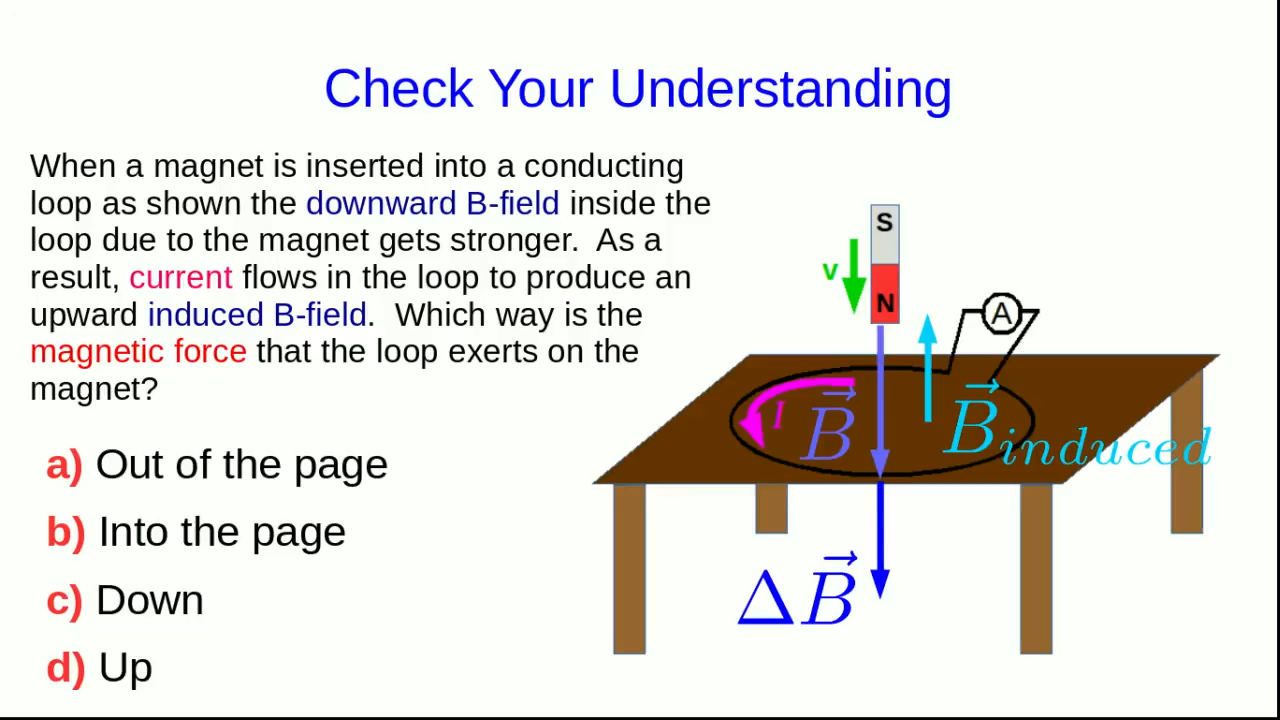 Check Your Understanding
When a magnet is inserted into a conducting
loop as shown the downward B-field inside the
loop due to the magnet gets stronger.  As a
result, current flows in the loop to produce an
upward induced B-field.  Which way is the
magnetic force that the loop exerts on the
magnet?
a) Out of the page
b) Into the page
c) Down
d) Up
S
v
N
A
I
B⃗
B⃗induced
ΔB⃗